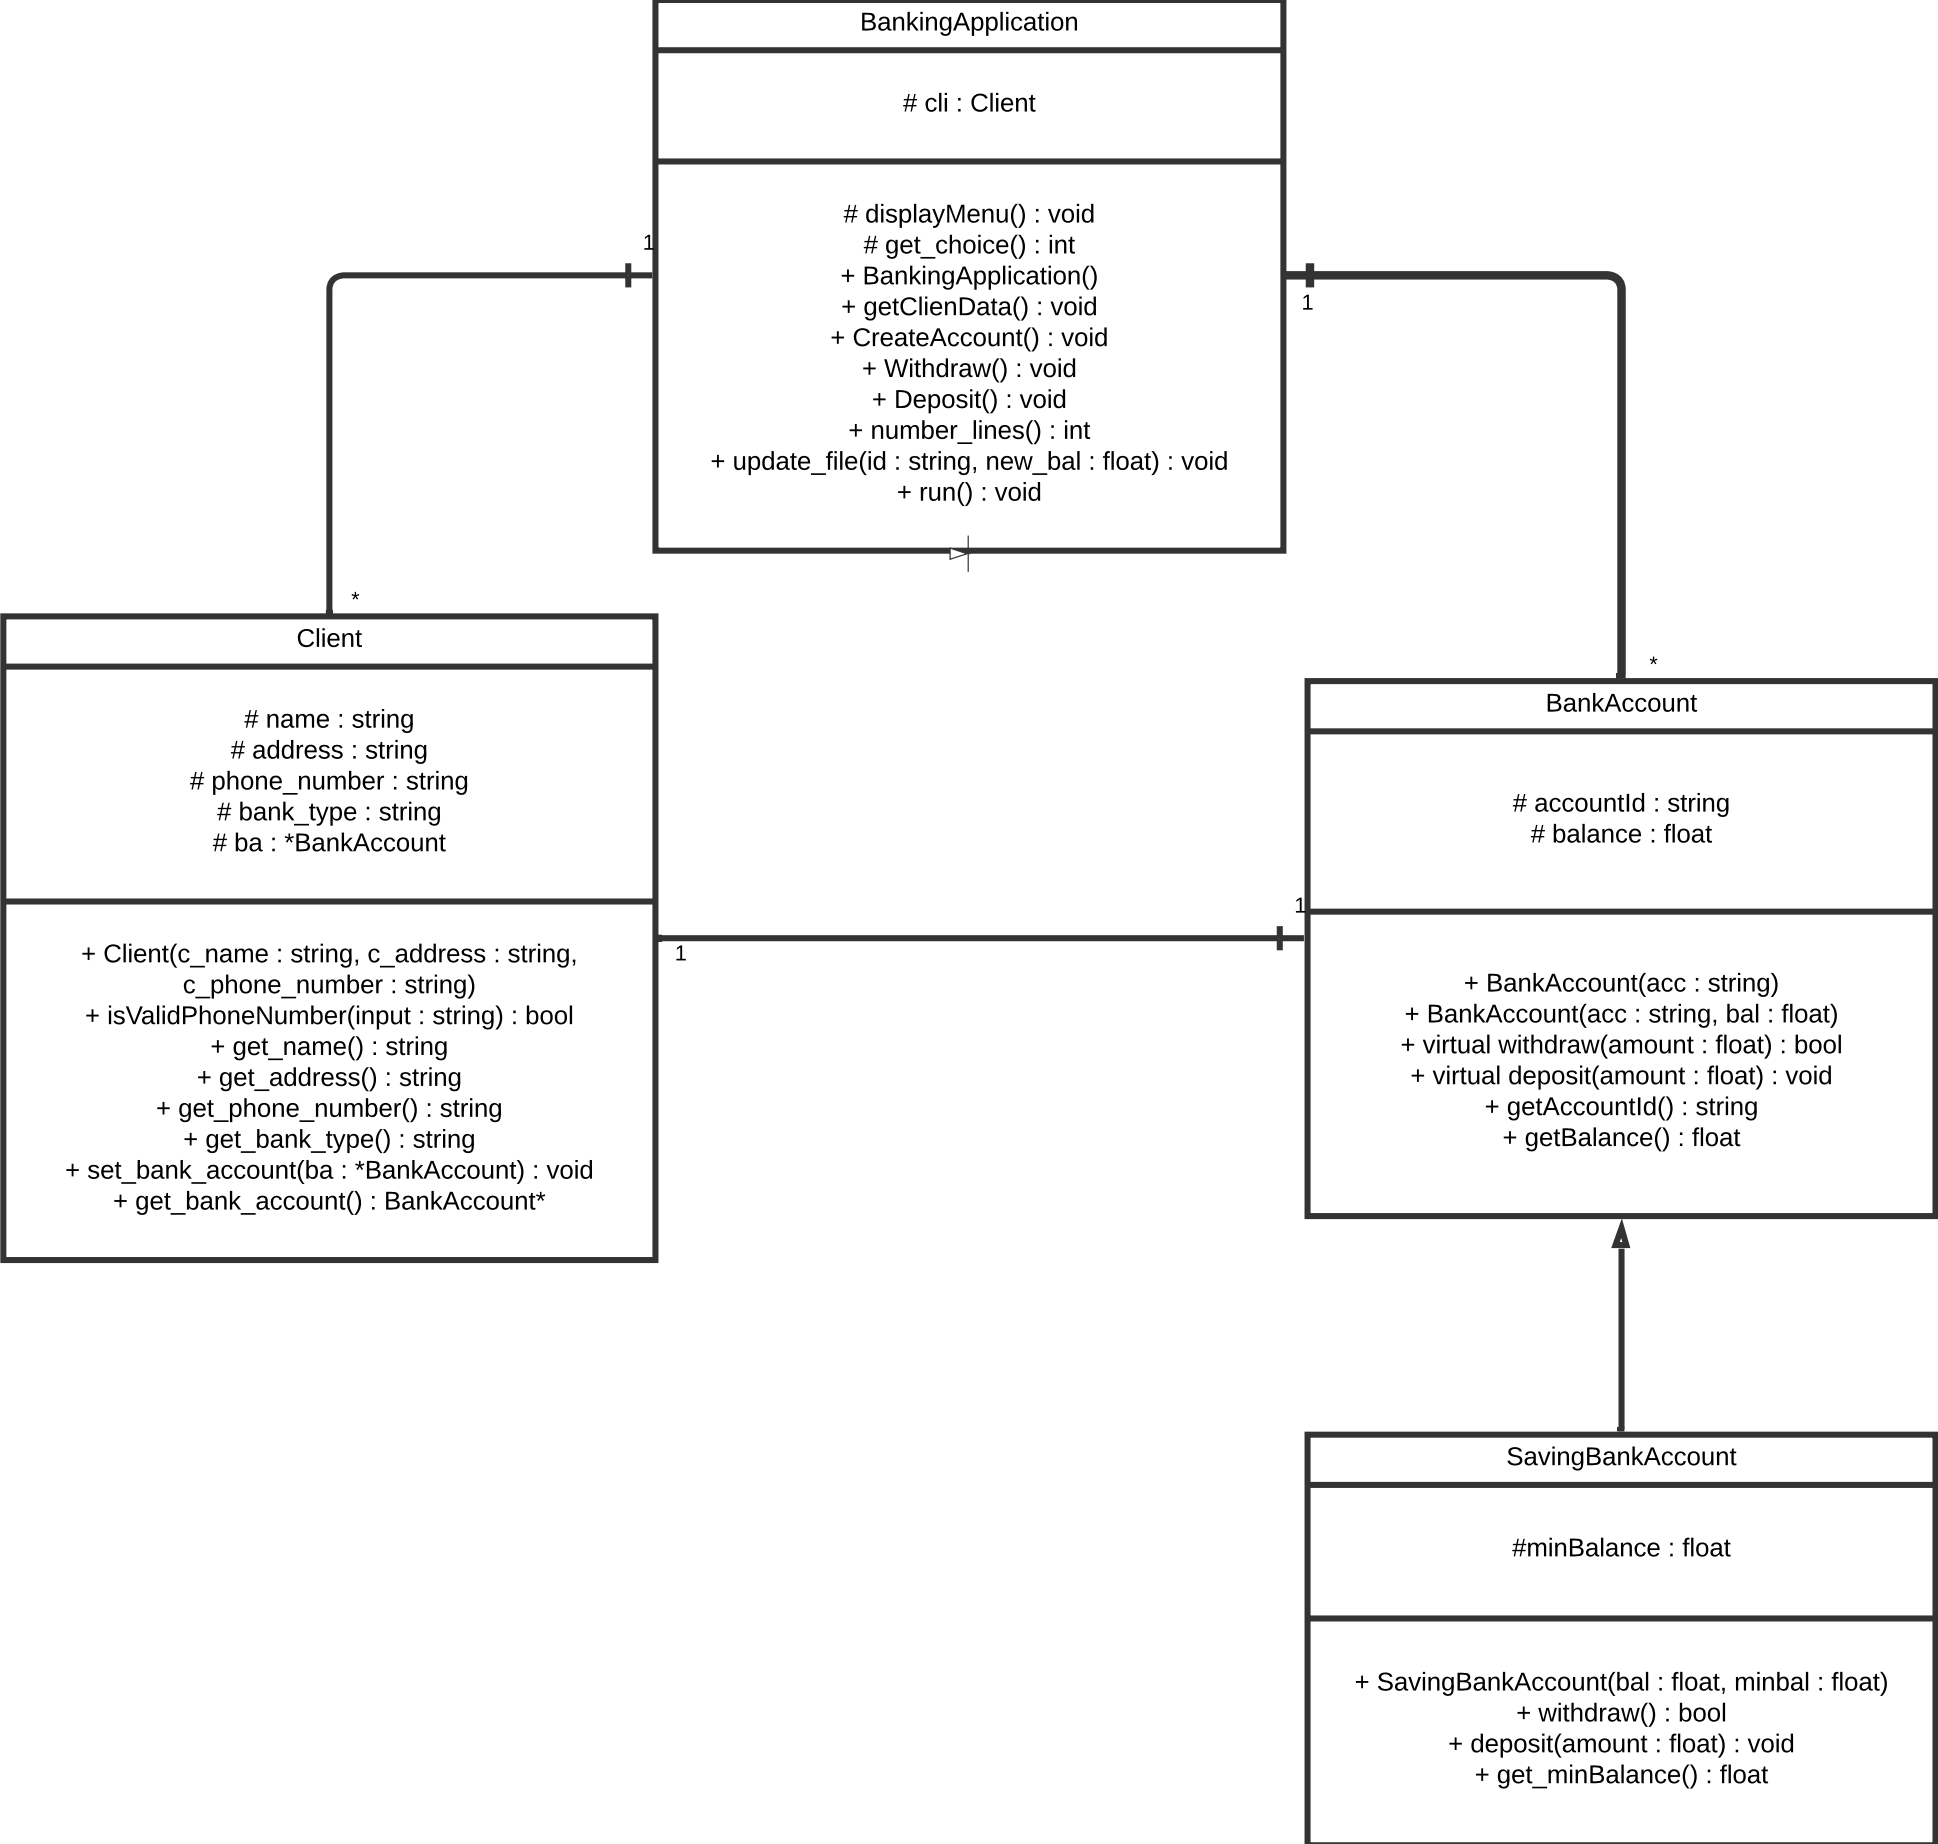 BankingApplication
# cli : Client
# displayMenu() : void
# get_choice() : int
+ BankingApplication()
+ getClienData() : void
+ CreateAccount() : void
+ Withdraw() : void
+ Deposit() : void
+ number_lines() : int
+ update_file(id : string, new_bal : float) : void
+ run() : void
1
1
*
*
Client
# name : string
# address : string
# phone_number : string
# bank_type : string
# ba : *BankAccount
+ Client(c_name : string, c_address : string,
c_phone_number : string)
+ isValidPhoneNumber(input : string) : bool
+ get_name() : string
+ get_address() : string
+ get_phone_number() : string
+ get_bank_type() : string
+ set_bank_account(ba : *BankAccount) : void
+ get_bank_account() : BankAccount*
1
1
BankAccount
# accountId : string
# balance : float
+ BankAccount(acc : string)
+ BankAccount(acc : string, bal : float)
+ virtual withdraw(amount : float) : bool
+ virtual deposit(amount : float) : void
+ getAccountId() : string
+ getBalance() : float
SavingBankAccount
#minBalance : float
+ SavingBankAccount(bal : float, minbal : float)
+ withdraw() : bool
+ deposit(amount : float) : void
+ get_minBalance() : float